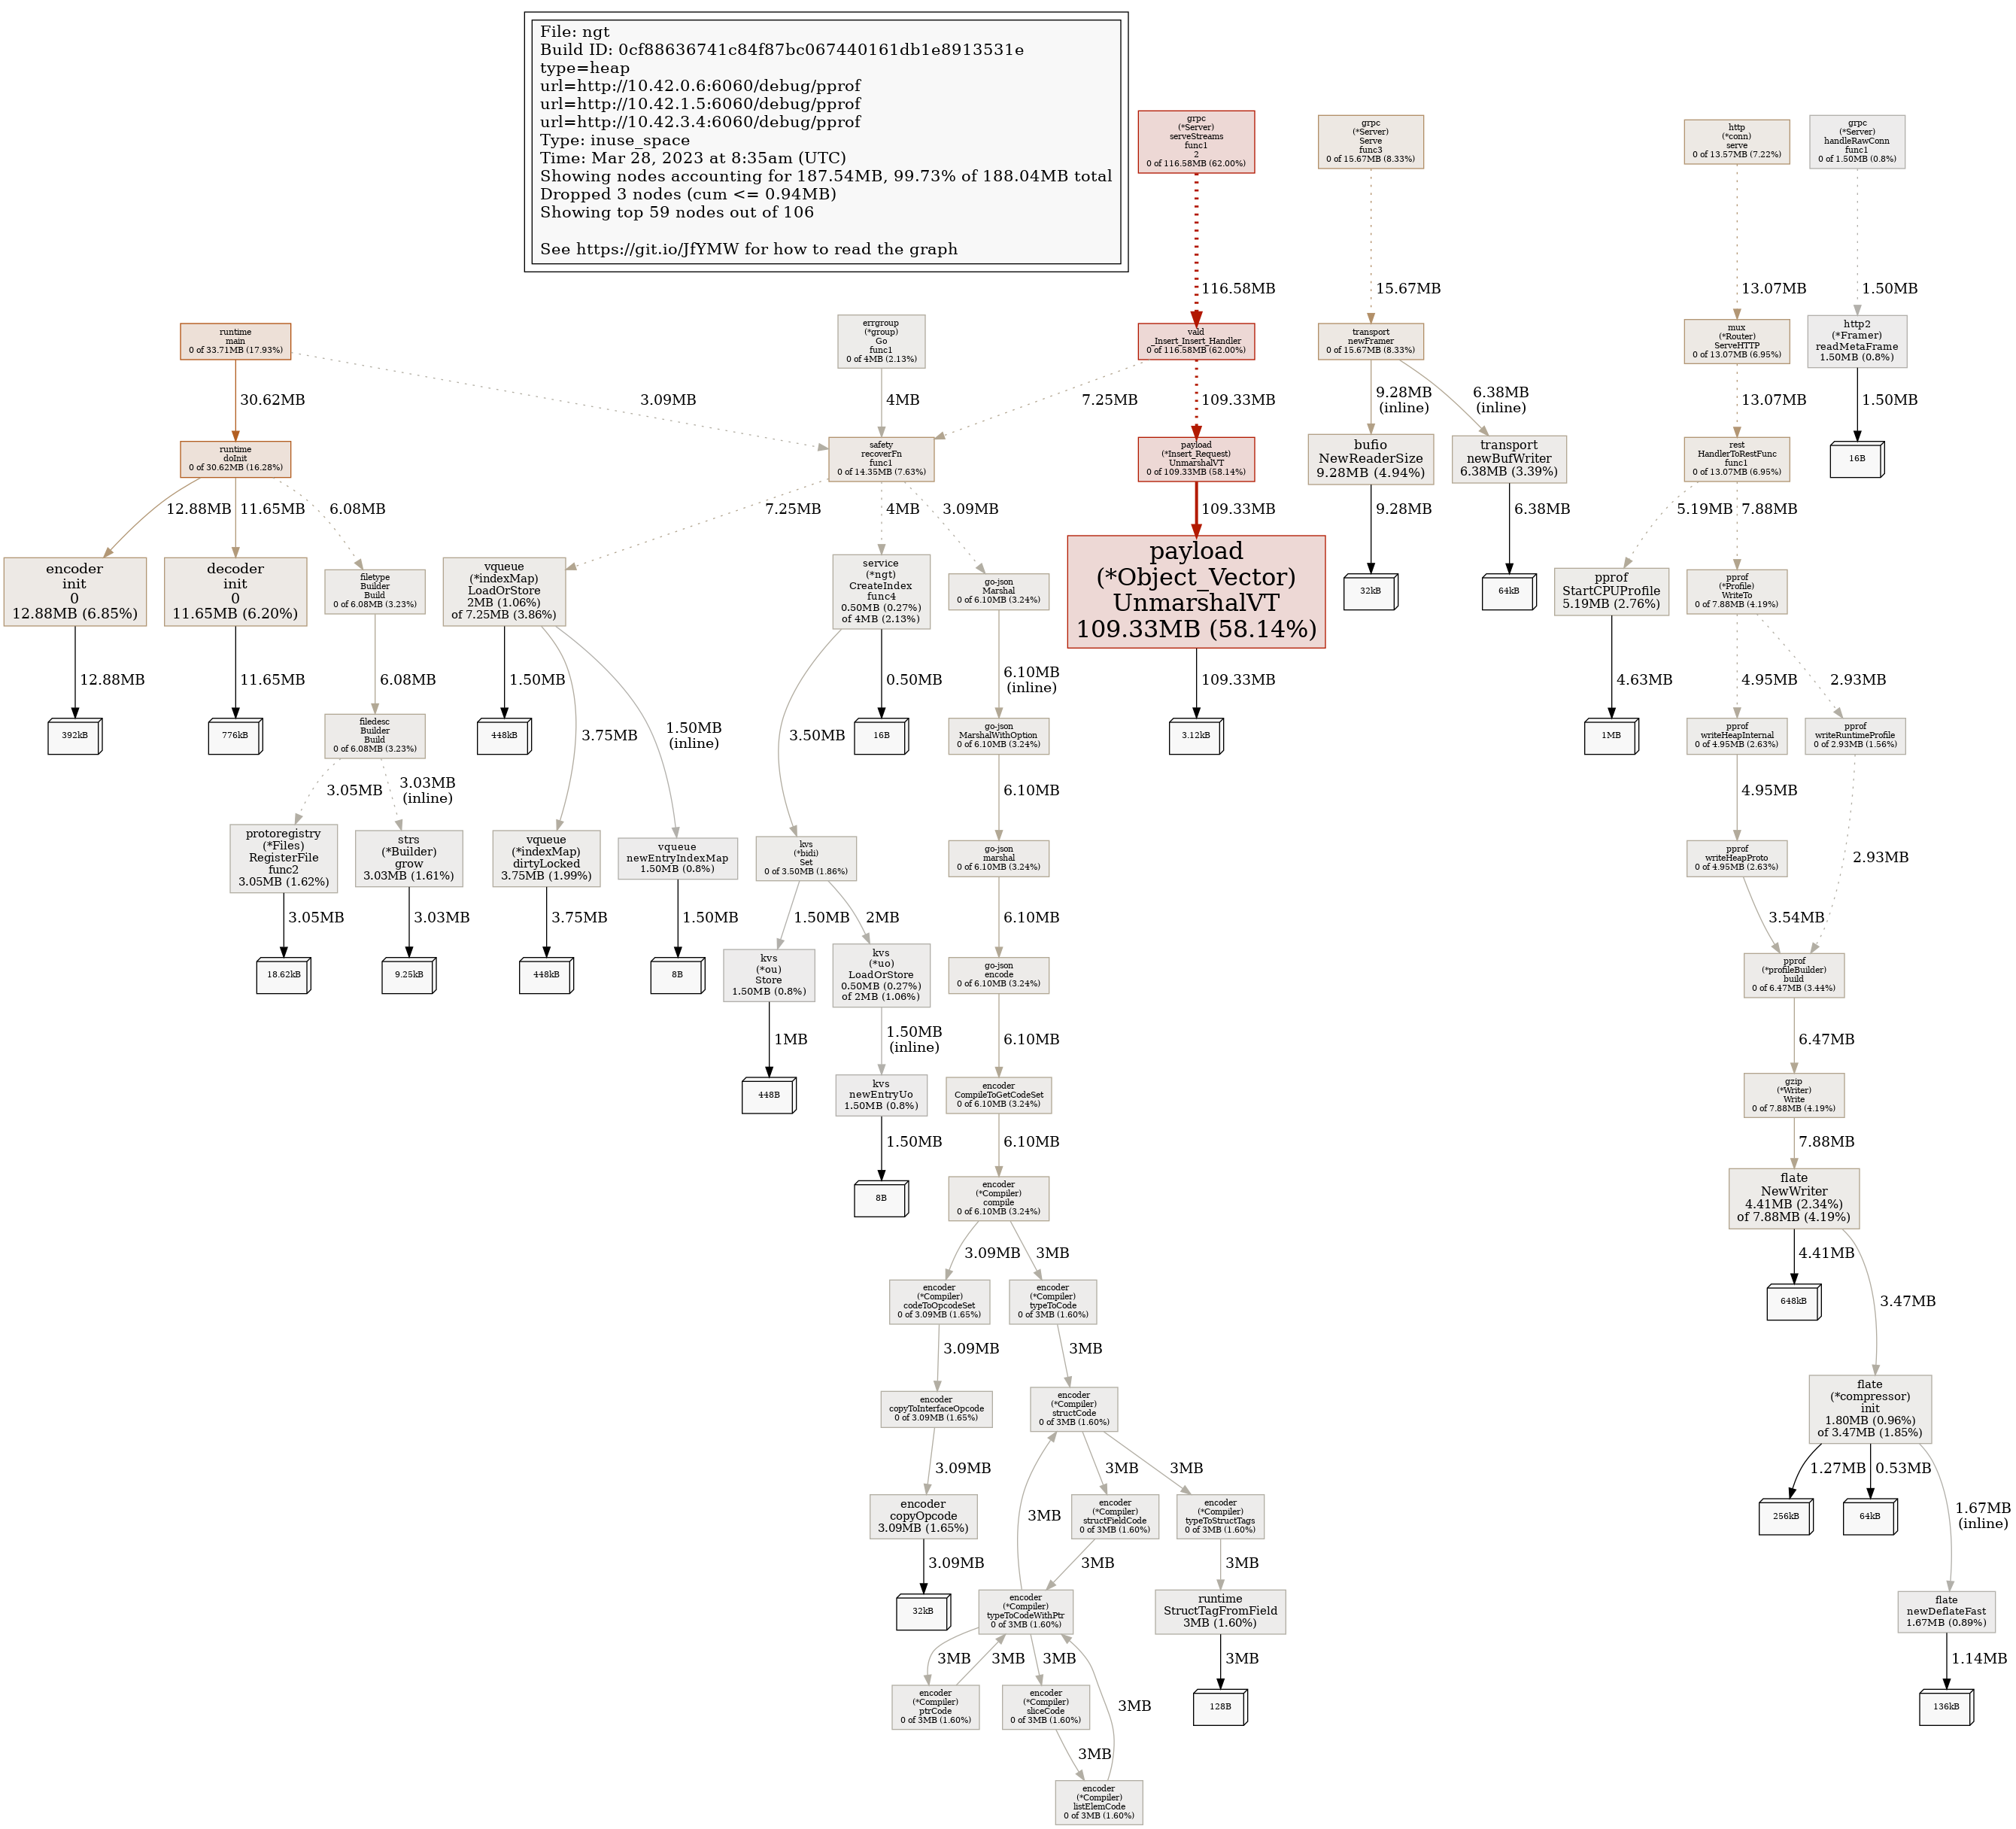 File: ngt
Build ID: 0cf88636741c84f87bc067440161db1e8913531e
type=heap
url=http://10.42.0.6:6060/debug/pprof
url=http://10.42.1.5:6060/debug/pprof
url=http://10.42.3.4:6060/debug/pprof
Type: inuse_space
Time: Mar 28, 2023 at 8:35am (UTC)
Showing nodes accounting for 187.54MB, 99.73% of 188.04MB total
Dropped 3 nodes (cum <= 0.94MB)
Showing top 59 nodes out of 106
See https://git.io/JfYMW for how to read the graph
grpc
(*Server)
serveStreams
func1
2
0 of 116.58MB (62.00%)
grpc
(*Server)
Serve
func3
0 of 15.67MB (8.33%)
http
(*conn)
serve
0 of 13.57MB (7.22%)
grpc
(*Server)
handleRawConn
func1
0 of 1.50MB (0.8%)
116.58MB
15.67MB
13.07MB
1.50MB
runtime
main
0 of 33.71MB (17.93%)
errgroup
(*group)
Go
func1
0 of 4MB (2.13%)
vald
_Insert_Insert_Handler
0 of 116.58MB (62.00%)
transport
newFramer
0 of 15.67MB (8.33%)
mux
(*Router)
ServeHTTP
0 of 13.07MB (6.95%)
http2
(*Framer)
readMetaFrame
1.50MB (0.8%)
30.62MB
3.09MB
4MB
7.25MB
109.33MB
9.28MB
(inline)
6.38MB
(inline)
13.07MB
1.50MB
runtime
doInit
0 of 30.62MB (16.28%)
safety
recoverFn
func1
0 of 14.35MB (7.63%)
payload
(*Insert_Request)
UnmarshalVT
0 of 109.33MB (58.14%)
bufio
NewReaderSize
9.28MB (4.94%)
transport
newBufWriter
6.38MB (3.39%)
rest
HandlerToRestFunc
func1
0 of 13.07MB (6.95%)
16B
12.88MB
11.65MB
6.08MB
7.25MB
4MB
3.09MB
109.33MB
9.28MB
6.38MB
5.19MB
7.88MB
encoder
init
0
12.88MB (6.85%)
decoder
init
0
11.65MB (6.20%)
filetype
Builder
Build
0 of 6.08MB (3.23%)
vqueue
(*indexMap)
LoadOrStore
2MB (1.06%)
of 7.25MB (3.86%)
service
(*ngt)
CreateIndex
func4
0.50MB (0.27%)
of 4MB (2.13%)
go-json
Marshal
0 of 6.10MB (3.24%)
payload
(*Object_Vector)
UnmarshalVT
109.33MB (58.14%)
32kB
64kB
pprof
StartCPUProfile
5.19MB (2.76%)
pprof
(*Profile)
WriteTo
0 of 7.88MB (4.19%)
12.88MB
11.65MB
6.08MB
1.50MB
3.75MB
1.50MB
(inline)
3.50MB
0.50MB
6.10MB
(inline)
109.33MB
4.63MB
4.95MB
2.93MB
392kB
776kB
filedesc
Builder
Build
0 of 6.08MB (3.23%)
448kB
16B
go-json
MarshalWithOption
0 of 6.10MB (3.24%)
3.12kB
1MB
pprof
writeHeapInternal
0 of 4.95MB (2.63%)
pprof
writeRuntimeProfile
0 of 2.93MB (1.56%)
3.05MB
3.03MB
(inline)
6.10MB
4.95MB
2.93MB
protoregistry
(*Files)
RegisterFile
func2
3.05MB (1.62%)
strs
(*Builder)
grow
3.03MB (1.61%)
vqueue
(*indexMap)
dirtyLocked
3.75MB (1.99%)
vqueue
newEntryIndexMap
1.50MB (0.8%)
kvs
(*bidi)
Set
0 of 3.50MB (1.86%)
go-json
marshal
0 of 6.10MB (3.24%)
pprof
writeHeapProto
0 of 4.95MB (2.63%)
3.05MB
3.03MB
3.75MB
1.50MB
1.50MB
2MB
6.10MB
3.54MB
18.62kB
9.25kB
448kB
8B
kvs
(*ou)
Store
1.50MB (0.8%)
kvs
(*uo)
LoadOrStore
0.50MB (0.27%)
of 2MB (1.06%)
go-json
encode
0 of 6.10MB (3.24%)
pprof
(*profileBuilder)
build
0 of 6.47MB (3.44%)
1MB
1.50MB
(inline)
6.10MB
6.47MB
448B
kvs
newEntryUo
1.50MB (0.8%)
encoder
CompileToGetCodeSet
0 of 6.10MB (3.24%)
gzip
(*Writer)
Write
0 of 7.88MB (4.19%)
1.50MB
6.10MB
7.88MB
8B
encoder
(*Compiler)
compile
0 of 6.10MB (3.24%)
flate
NewWriter
4.41MB (2.34%)
of 7.88MB (4.19%)
3.09MB
3MB
4.41MB
3.47MB
encoder
(*Compiler)
codeToOpcodeSet
0 of 3.09MB (1.65%)
encoder
(*Compiler)
typeToCode
0 of 3MB (1.60%)
648kB
3.09MB
3MB
encoder
copyToInterfaceOpcode
0 of 3.09MB (1.65%)
encoder
(*Compiler)
structCode
0 of 3MB (1.60%)
flate
(*compressor)
init
1.80MB (0.96%)
of 3.47MB (1.85%)
3.09MB
3MB
3MB
3MB
1.27MB
0.53MB
1.67MB
(inline)
encoder
copyOpcode
3.09MB (1.65%)
encoder
(*Compiler)
structFieldCode
0 of 3MB (1.60%)
encoder
(*Compiler)
typeToStructTags
0 of 3MB (1.60%)
256kB
64kB
3.09MB
3MB
3MB
32kB
encoder
(*Compiler)
typeToCodeWithPtr
0 of 3MB (1.60%)
runtime
StructTagFromField
3MB (1.60%)
flate
newDeflateFast
1.67MB (0.89%)
3MB
3MB
3MB
3MB
3MB
1.14MB
encoder
(*Compiler)
ptrCode
0 of 3MB (1.60%)
encoder
(*Compiler)
sliceCode
0 of 3MB (1.60%)
128B
136kB
3MB
encoder
(*Compiler)
listElemCode
0 of 3MB (1.60%)